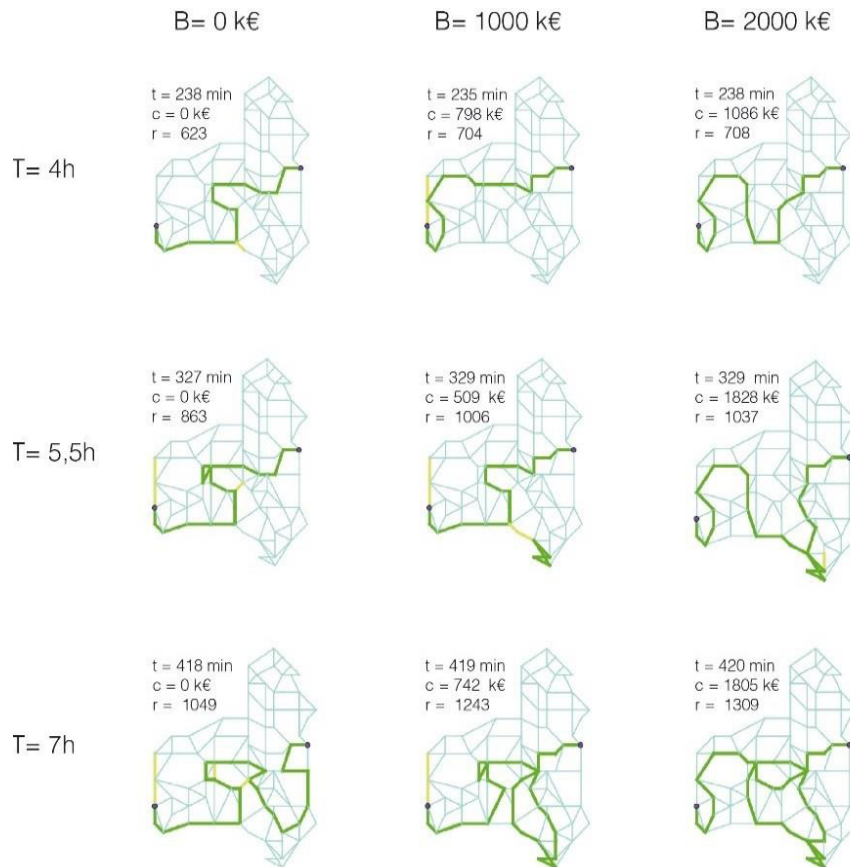 B= 0 k€
B= 1000 k€
B= 2000 k€
T= 4h
t = 238 min
c = 0 k€
r = 623
t = 235 min
c = 798 k€
r = 704
t = 238 min
c = 1086 k€
r = 708
T= 5,5h
t = 327 min
c = 0 k€
r = 863
t = 329 min
c = 509 k€
r = 1006
t = 329 min
c = 1828 k€
r = 1037
T= 7h
t = 418 min
c = 0 k€
r = 1049
t = 419 min
c = 742 k€
r = 1243
t = 420 min
c = 1805 k€
r = 1309